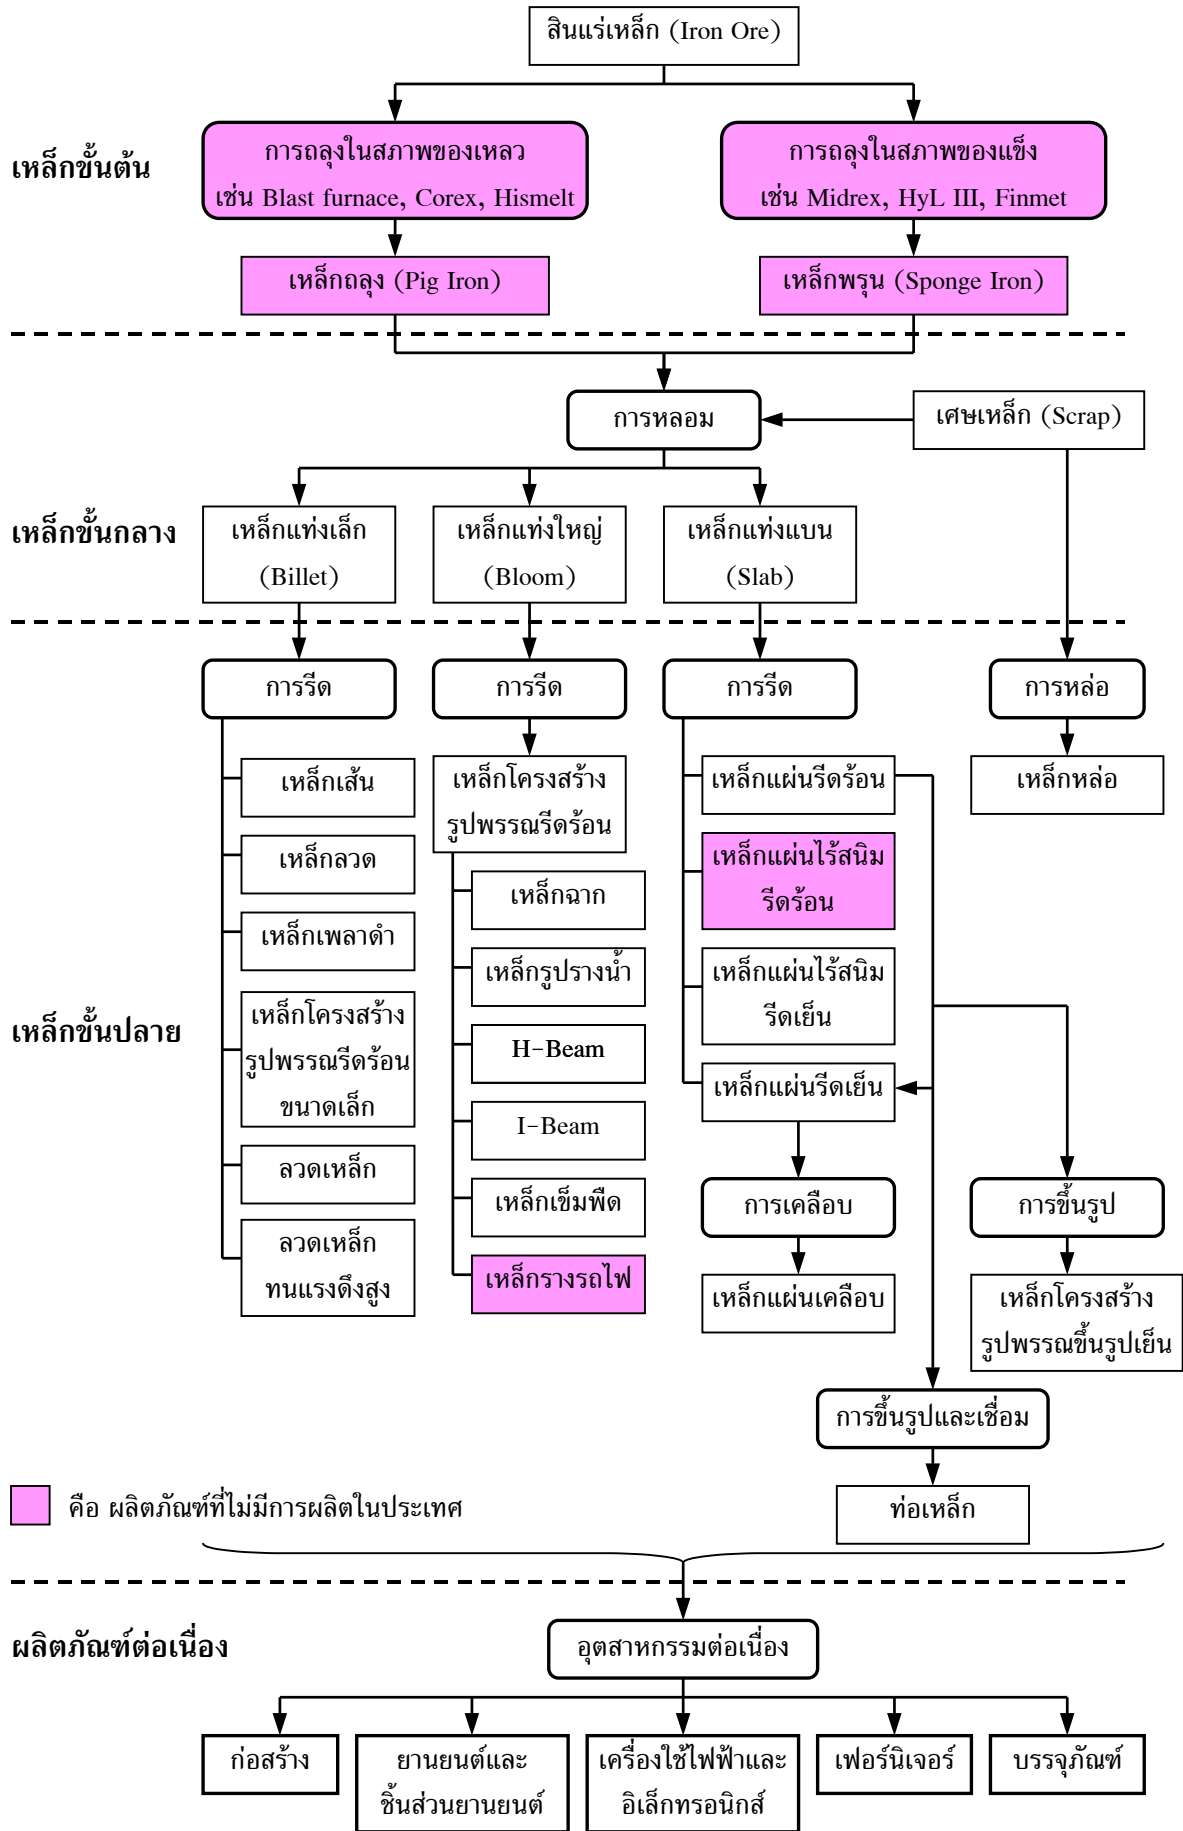 สินแร่เหล็ก (Iron Ore)
เหล็กขั้นต้น
การถลุงในสภาพของเหลว
เช่น Blast furnace, Corex, Hismelt
การถลุงในสภาพของแข็ง
เช่น Midrex, HyL III, Finmet
เหล็กถลุง (Pig Iron)
เหล็กพรุน (Sponge Iron)
การหลอม
เศษเหล็ก (Scrap)
เหล็กขั้นกลาง
เหล็กแท่งเล็ก
(Billet)
เหล็กแท่งใหญ่
(Bloom)
เหล็กแท่งแบน
(Slab)
การรีด
การรีด
การรีด
การหล่อ
เหล็กขั้นปลาย
เหล็กเส้น
เหล็กลวด
เหล็กเพลาดำ
เหล็กโครงสร้าง
รูปพรรณรีดร้อน
ขนาดเล็ก
ลวดเหล็ก
ลวดเหล็ก
ทนแรงดึงสูง
เหล็กโครงสร้าง
รูปพรรณรีดร้อน
เหล็กฉาก
เหล็กรูปรางน้ำ
H-Beam
I-Beam
เหล็กเข็มพืด
เหล็กรางรถไฟ
เหล็กแผ่นรีดร้อน
เหล็กแผ่นไร้สนิม
รีดร้อน
เหล็กแผ่นไร้สนิม
รีดเย็น
เหล็กแผ่นรีดเย็น
การเคลือบ
เหล็กแผ่นเคลือบ
เหล็กหล่อ
การขึ้นรูป
เหล็กโครงสร้าง
รูปพรรณขึ้นรูปเย็น
การขึ้นรูปและเชื่อม
ท่อเหล็ก
คือ ผลิตภัณฑ์ที่ไม่มีการผลิตในประเทศ
ผลิตภัณฑ์ต่อเนื่อง
อุตสาหกรรมต่อเนื่อง
ก่อสร้าง
ยานยนต์และ
ชิ้นส่วนยานยนต์
เครื่องใช้ไฟฟ้าและ
อิเล็กทรอนิกส์
เฟอร์นิเจอร์
บรรจุภัณฑ์